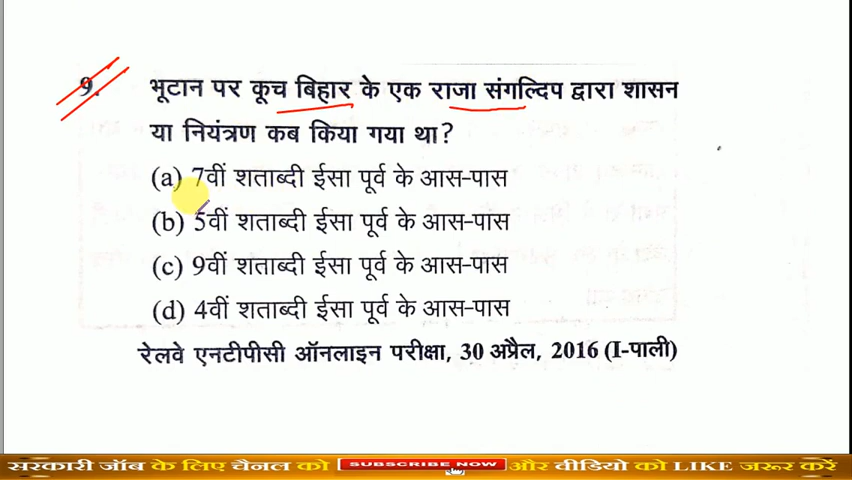 9. भूटान पर कूच बिहार के एक राजा संगल्दिप द्वारा शासन
या नियंत्रण कब किया गया था?
(a) 7वीं शताब्दी ईसा पूर्व के आस-पास
(b) 5वीं शताब्दी ईसा पूर्व के आस-पास
(c) 9वीं शताब्दी ईसा पूर्व के आस-पास
(d) 4वीं शताब्दी ईसा पूर्व के आस-पास
रेलवे एनटीपीसी ऑनलाइन परीक्षा, 30 अप्रैल, 2016 (I-पाली)
सरकारी जॉब के लिए चैनल को SUBSCRIBE NOW और वीडियो को LIKE जरूर करें